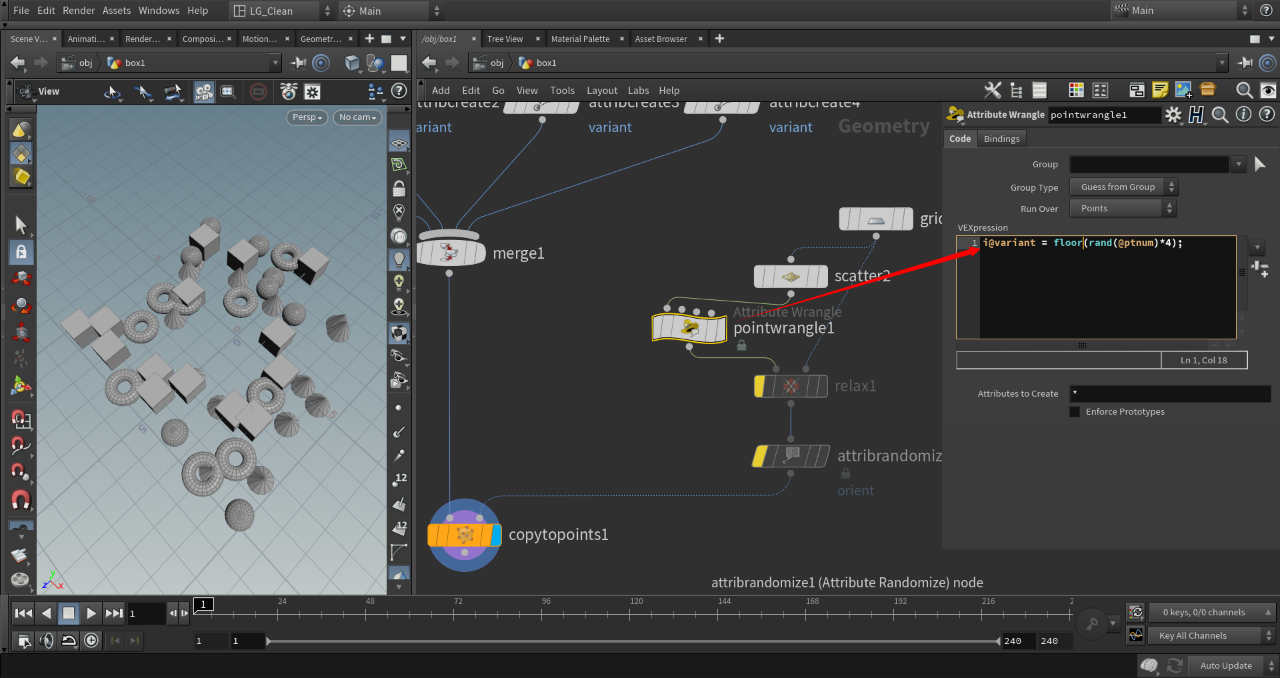 File Edit Render Assets Windows Help LG_Clean Main Main
Scene V... Animati... Render... Composi... Motion... Geometr...
/obj/box1 Tree View Material Palette Asset Browser
obj box1
obj box1
View
Add Edit Go View Tools Layout Labs Help
Persp No cam
attribcreate2 attribcreate3 attribcreate4
variant variant variant
Geometry
merge1
scatter2
Attribute Wrangle
pointwrangle1
relax1
orient
copytopoints1
attribrandomize1 (Attribute Randomize) node
Attribute Wrangle pointwrangle1
Code Bindings
Group
Group Type Guess from Group
Run Over Points
VEXpression
1 i@variant = floor(rand(@ptnum)*4);
Ln 1, Col 18
Attributes to Create *
Enforce Prototypes
12
12
z y x
1 1 24 48 72 96 120 144 168 192 216
0 keys, 0/0 channels
1 1 240 240
Key All Channels
Auto Update